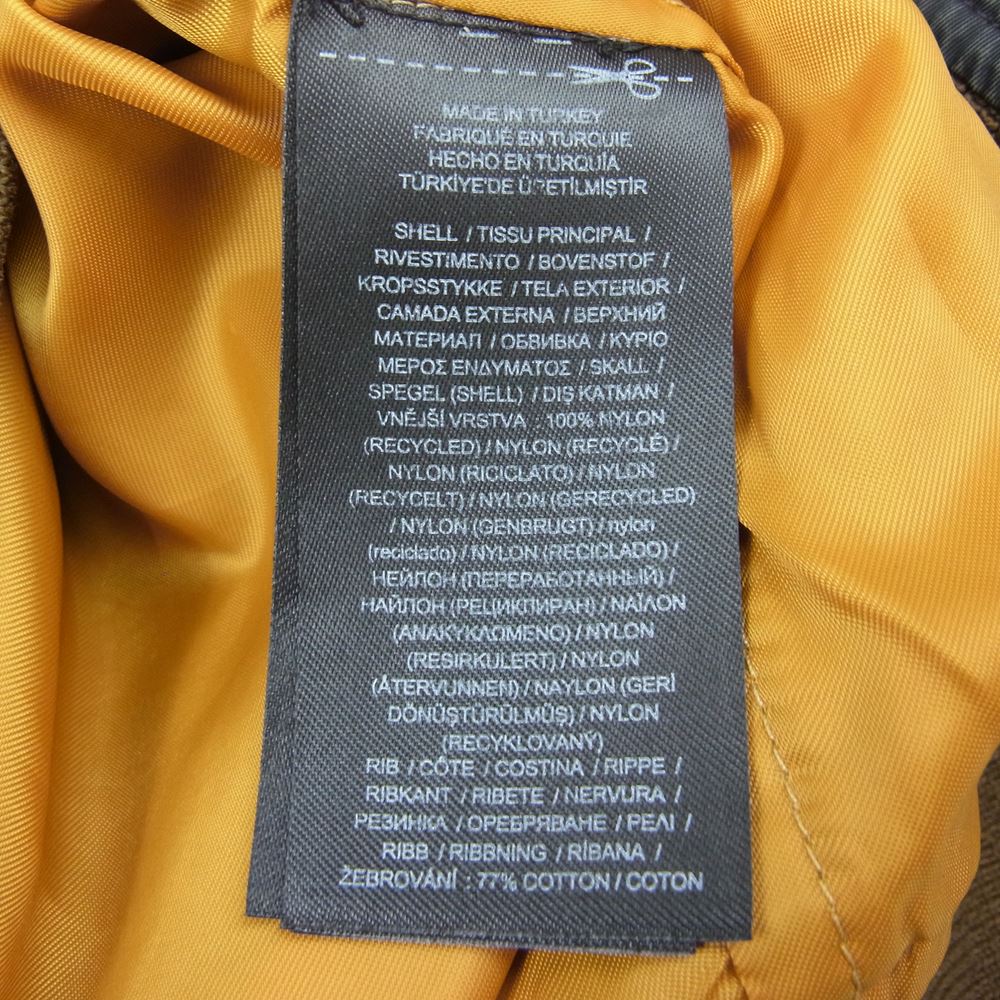 MADE IN TURKEY
FABRIQUÉ EN TURQUIE
HECHO EN TURQUÍA
TÜRKİYE'DE ÜRETİLMİŞTİR
SHELL / TISSU PRINCIPAL /
RIVESTIMENTO / BOVENSTOF /
KROPSSTYKKE / TELA EXTERIOR /
CAMADA EXTERNA / ВЕРХНИЙ
МАТЕРИАЛ / ОБВИВКА / ΚΥΡΙΟ
ΜΕΡΟΣ ΕΝΔΥΜΑΤΟΣ / SKALL /
SPEGEL (SHELL) / DIŞ KATMAN /
VNĚJŠÍ VRSTVA 100% NYLON
(RECYCLED) / NYLON (RECYCLÉ) /
NYLON (RICICLATO) / NYLON
(RECYCELT) / NYLON (GERECYCLED)
/ NYLON (GENBRUGT) / nylon
(reciclado) / NYLON (RECICLADO) /
НЕЙЛОН (ПЕРЕРАБОТАННЫЙ) /
НАЙЛОН (РЕЦИКЛИРАН) / ΝΑΪΛΟΝ
(ΑΝΑΚΥΚΛΩΜΕΝΟ) / NYLON
(RESIRKULERT) / NYLON
(ÅTERVUNNEN) / NAYLON (GERİ
DÖNÜŞTÜRÜLMÜŞ) / NYLON
(RECYKLOVANÝ)
RIB / CÔTE / COSTINA / RIPPE /
RIBKANT / RIBETE / NERVURA /
РЕЗИНКА / ОРЕБРЯВАНЕ / ΡΕΛΙ /
RIBB / RIBBNING / RİBANA /
ŽEBROVÁNÍ : 77% COTTON / COTON